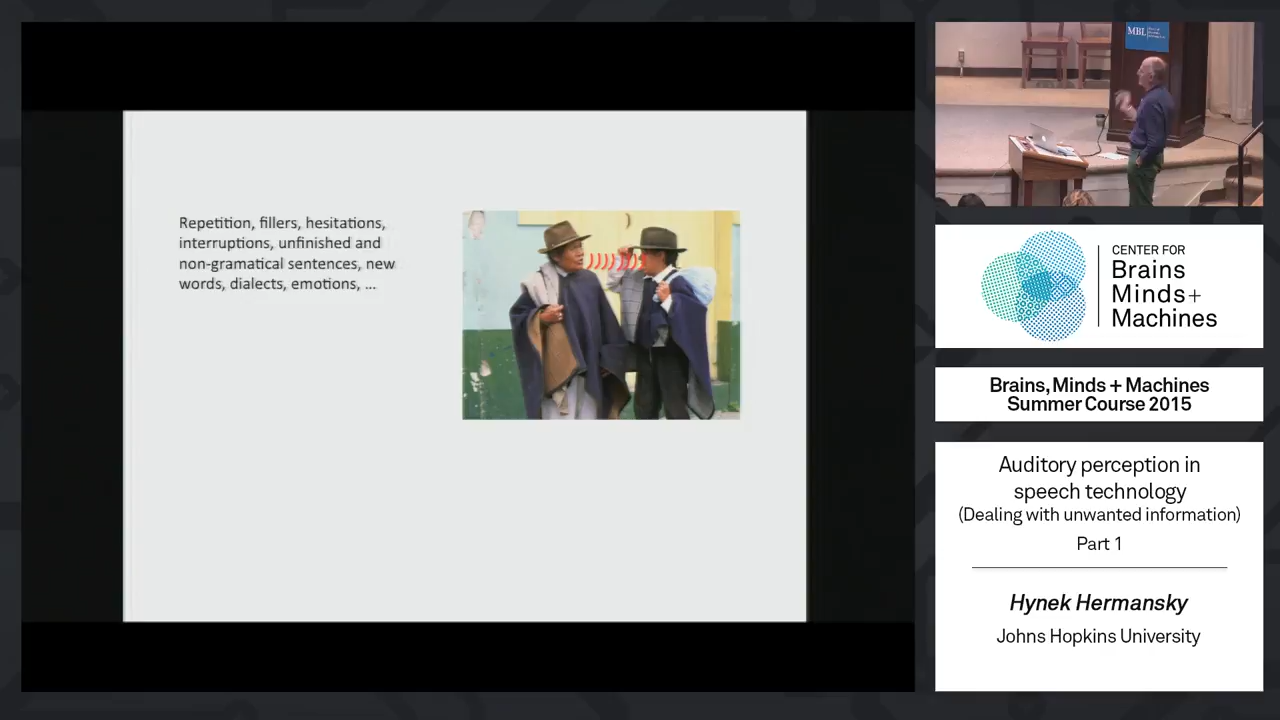 Repetition, fillers, hesitations,
interruptions, unfinished and
non-gramatical sentences, new
words, dialects, emotions, ...
MBL
CENTER FOR
Brains
Minds+
Machines
Brains, Minds + Machines
Summer Course 2015
Auditory perception in
speech technology
(Dealing with unwanted information)
Part 1
Hynek Hermansky
Johns Hopkins University